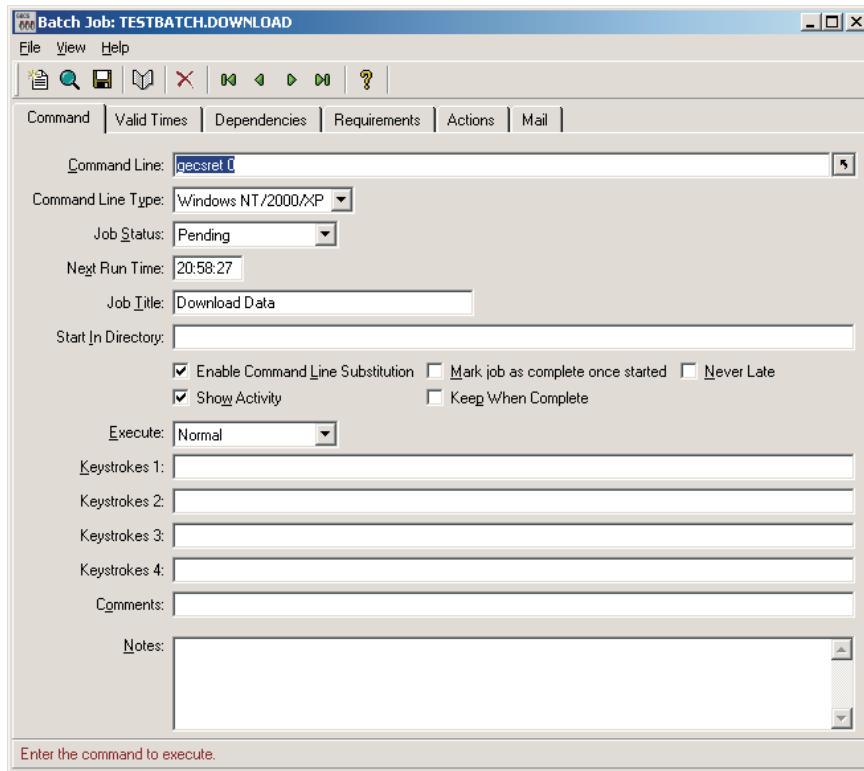 Batch Job: TESTBATCH.DOWNLOAD
File View Help
Command Valid Times Dependencies Requirements Actions Mail
Command Line: gecsret 0
Command Line Type: Windows NT/2000/XP
Job Status: Pending
Next Run Time: 20:58:27
Job Title: Download Data
Start In Directory:
Enable Command Line Substitution Mark job as complete once started Never Late
Show Activity Keep When Complete
Execute: Normal
Keystrokes 1:
Keystrokes 2:
Keystrokes 3:
Keystrokes 4:
Comments:
Notes:
Enter the command to execute.